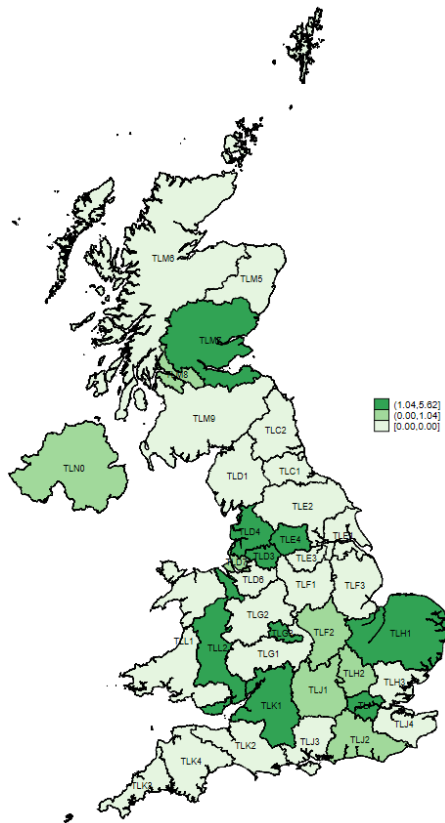 TLM6
TLM5
TLM7
M8
(1.04,5.62]
(0.00,1.04]
[0.00,0.00]
TLM9
TLC2
TLN0
TLD1
TLC1
TLE2
TLD4
TLE4
TLD3
TLE3
TLD6
TLF1
TLF3
TLG2
TLF2
TLH1
TLL1
TLL2
TLG1
TLH2
TLH3
TLK1
TLJ1
TLJ4
TLK2
TLJ3
TLJ2
TLK4
TLK3